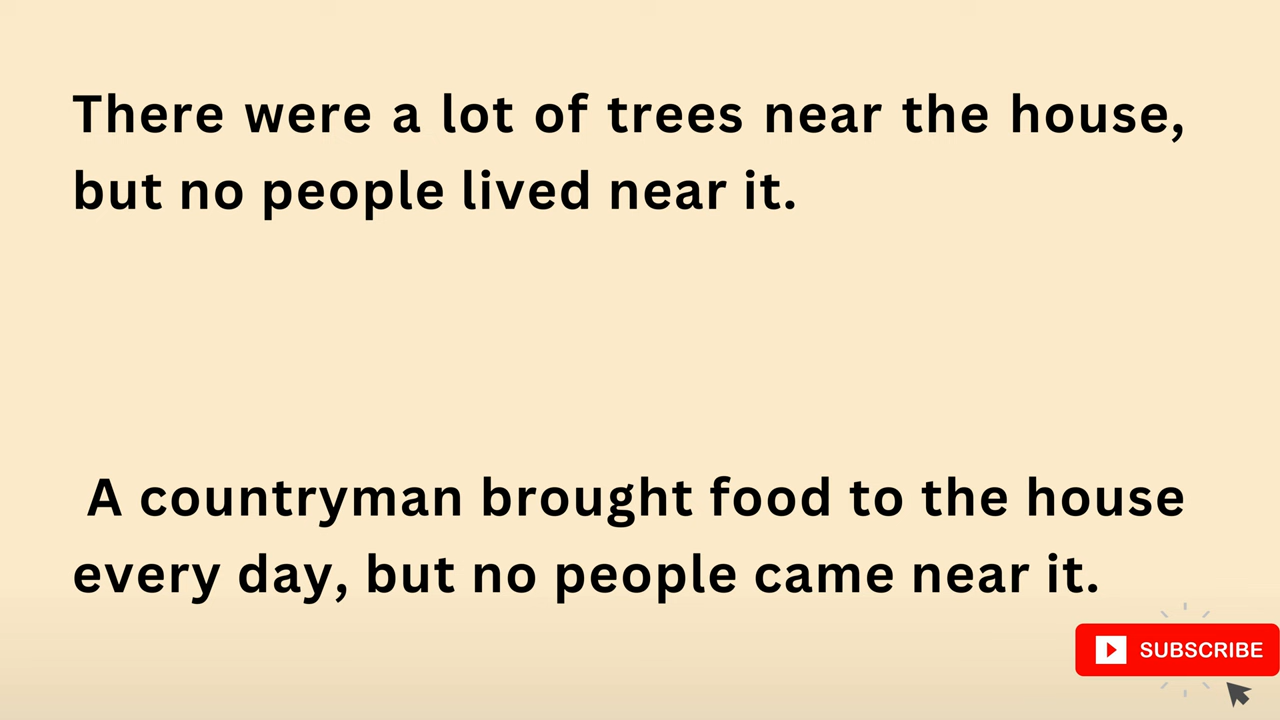 There were a lot of trees near the house,
but no people lived near it.
A countryman brought food to the house
every day, but no people came near it.
SUBSCRIBE